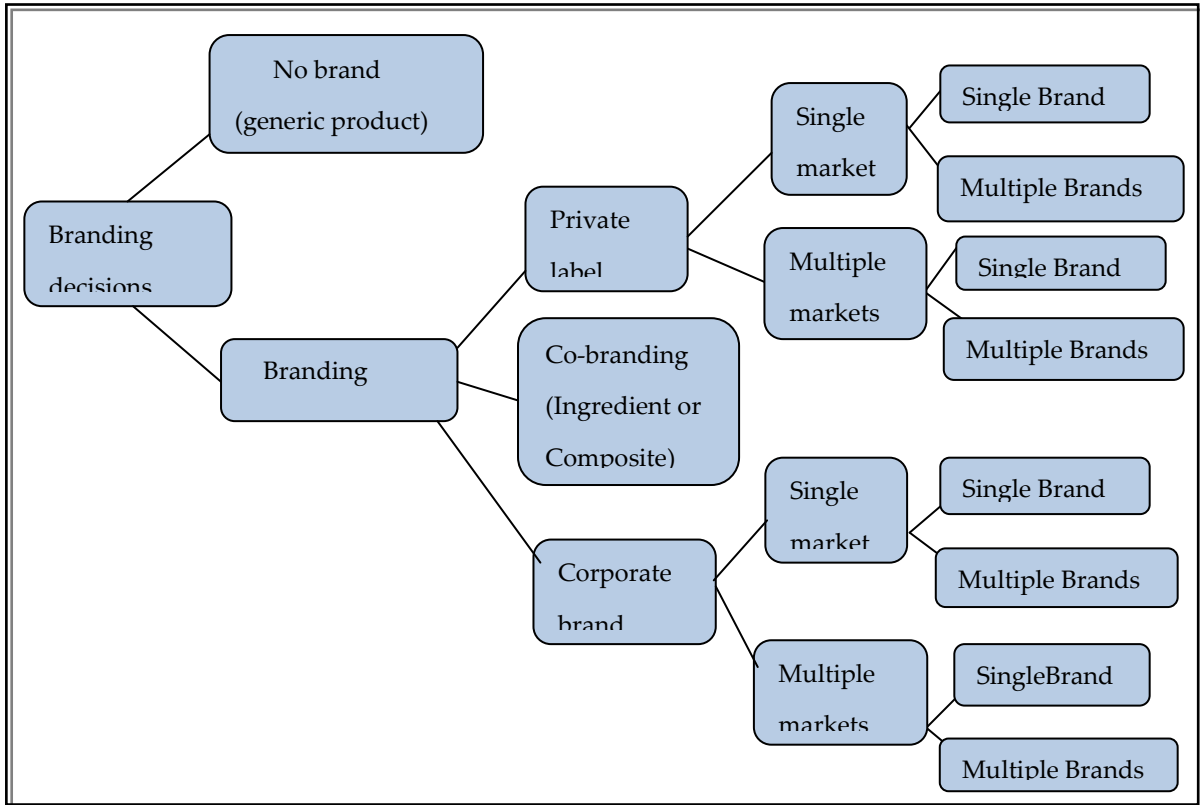 No brand
(generic product)
Branding
decisions
Branding
Private
label
Co-branding
(Ingredient or
Composite)
Corporate
brand
Single
market
Single Brand
Multiple Brands
Multiple
markets
Single Brand
Multiple Brands
Single
market
Single Brand
Multiple Brands
Multiple
markets
SingleBrand
Multiple Brands